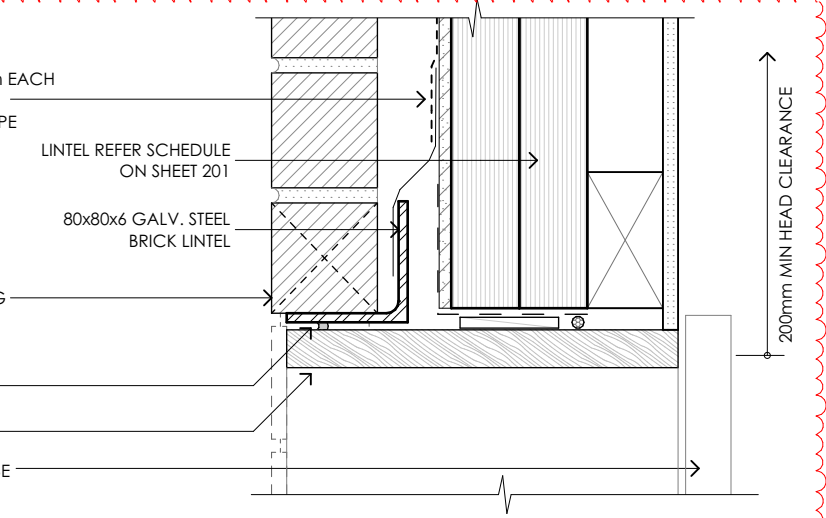 EACH
PE
LINTEL REFER SCHEDULE
ON SHEET 201
80x80x6 GALV. STEEL
BRICK LINTEL
G
E
200mm MIN HEAD CLEARANCE